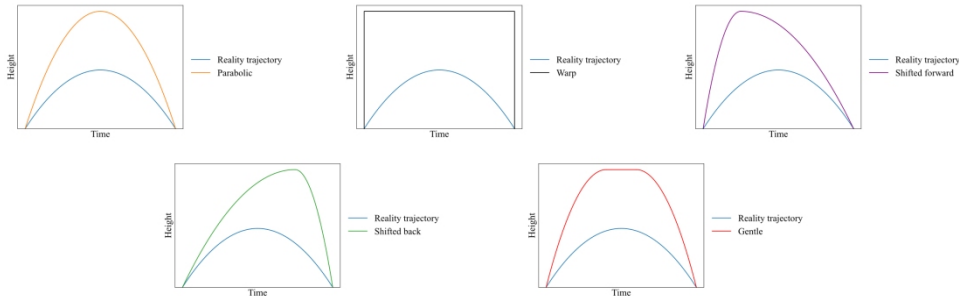 Height
Reality trajectory
Parabolic
Time
Height
Reality trajectory
Warp
Time
Height
Reality trajectory
Shifted forward
Time
Height
Reality trajectory
Shifted back
Time
Height
Reality trajectory
Gentle
Time